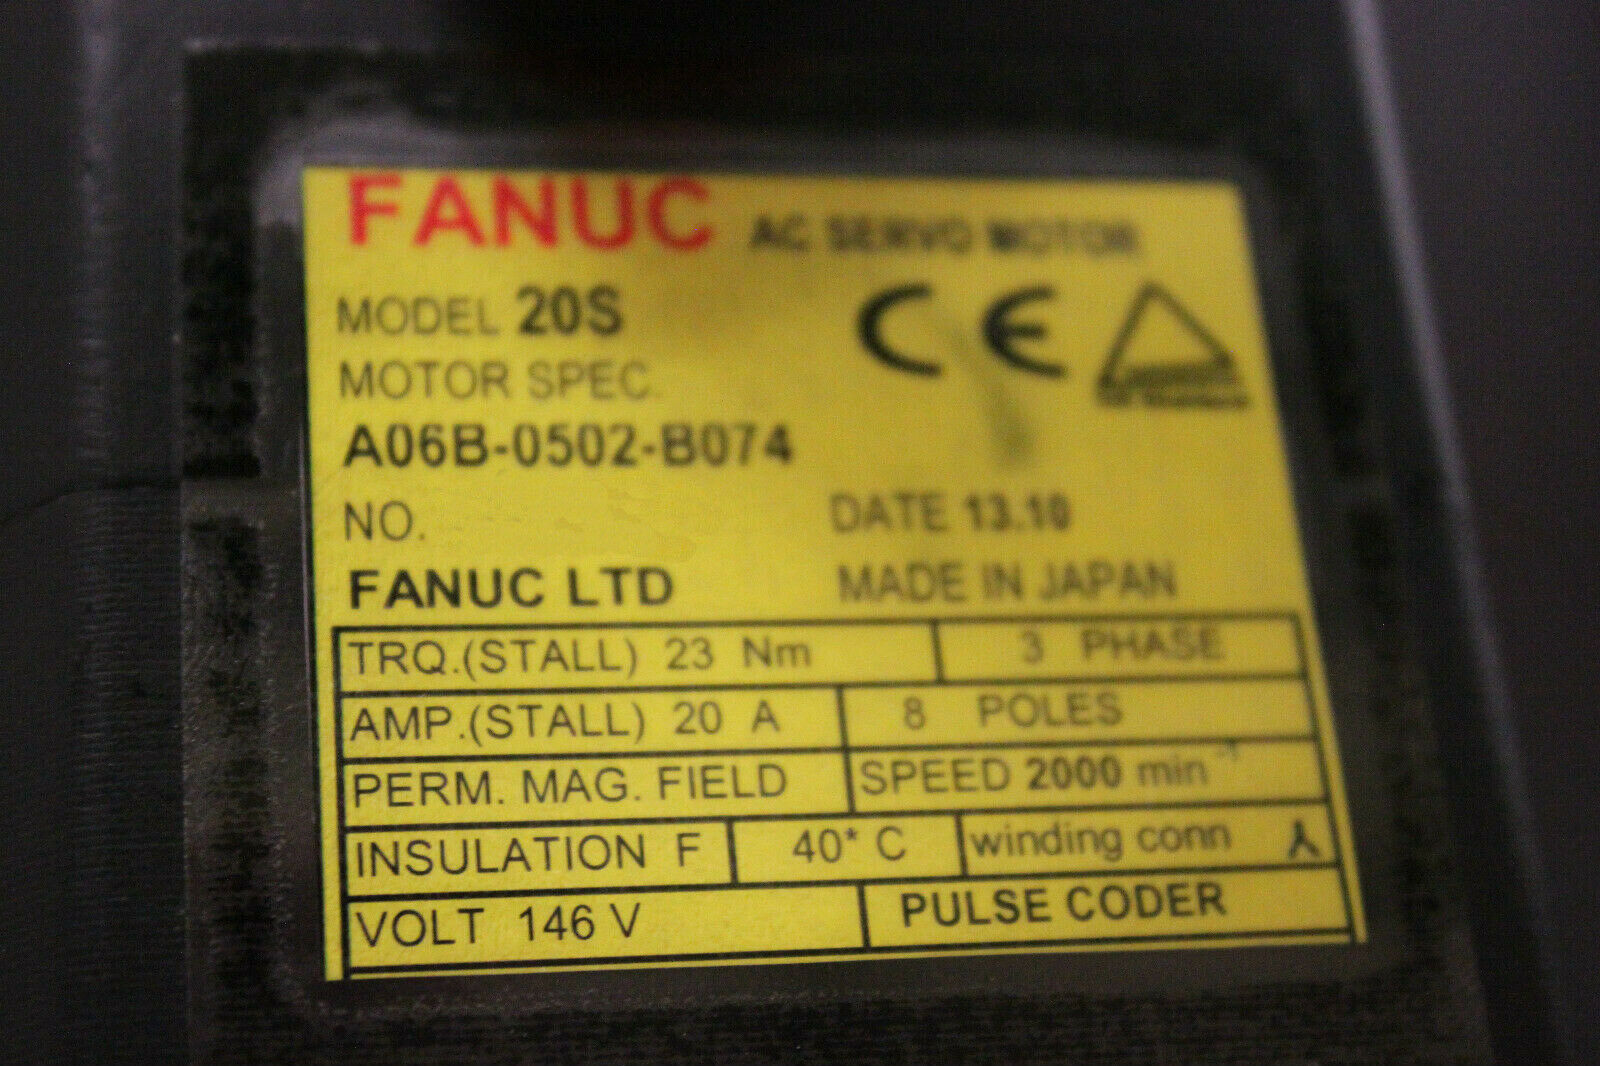 FANUC AC SERVO MOTOR
MODEL 20S
MOTOR SPEC.
A06B-0502-B074
CE
NO.
DATE 13.10
FANUC LTD
MADE IN JAPAN
TRQ.(STALL) 23 Nm
3 PHASE
AMP.(STALL) 20 A
8 POLES
PERM. MAG. FIELD
SPEED 2000 min⁻¹
INSULATION F
40* C
winding conn
VOLT 146 V
PULSE CODER